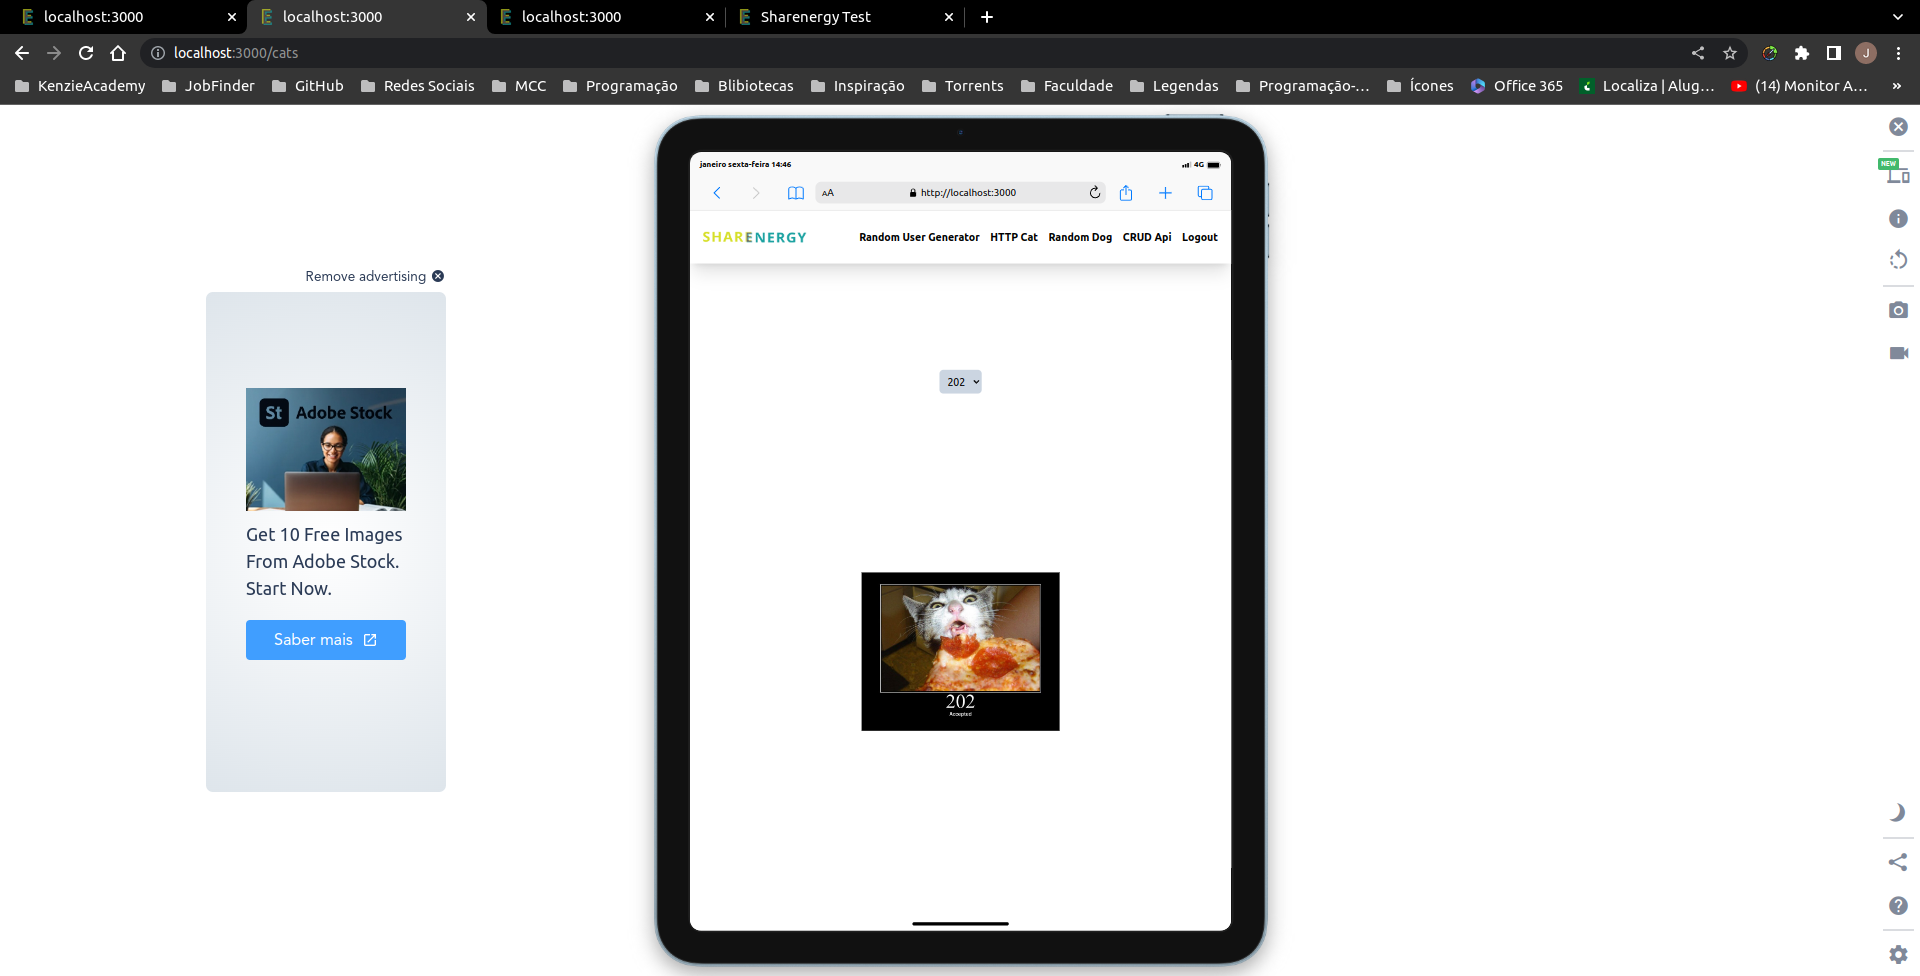 localhost:3000
localhost:3000
localhost:3000
Sharenergy Test
localhost:3000/cats
J
KenzieAcademy
JobFinder
GitHub
Redes Sociais
MCC
Programação
Blibiotecas
Inspiração
Torrents
Faculdade
Legendas
Programação-...
Ícones
Office 365
Localiza | Alug...
(14) Monitor A...
»
janeiro sexta-feira 14:46
4G
AA
http://localhost:3000
SHARENERGY
Random User Generator
HTTP Cat
Random Dog
CRUD Api
Logout
202
202
Accepted
Remove advertising
St Adobe Stock
Get 10 Free Images
From Adobe Stock.
Start Now.
Saber mais
NEW